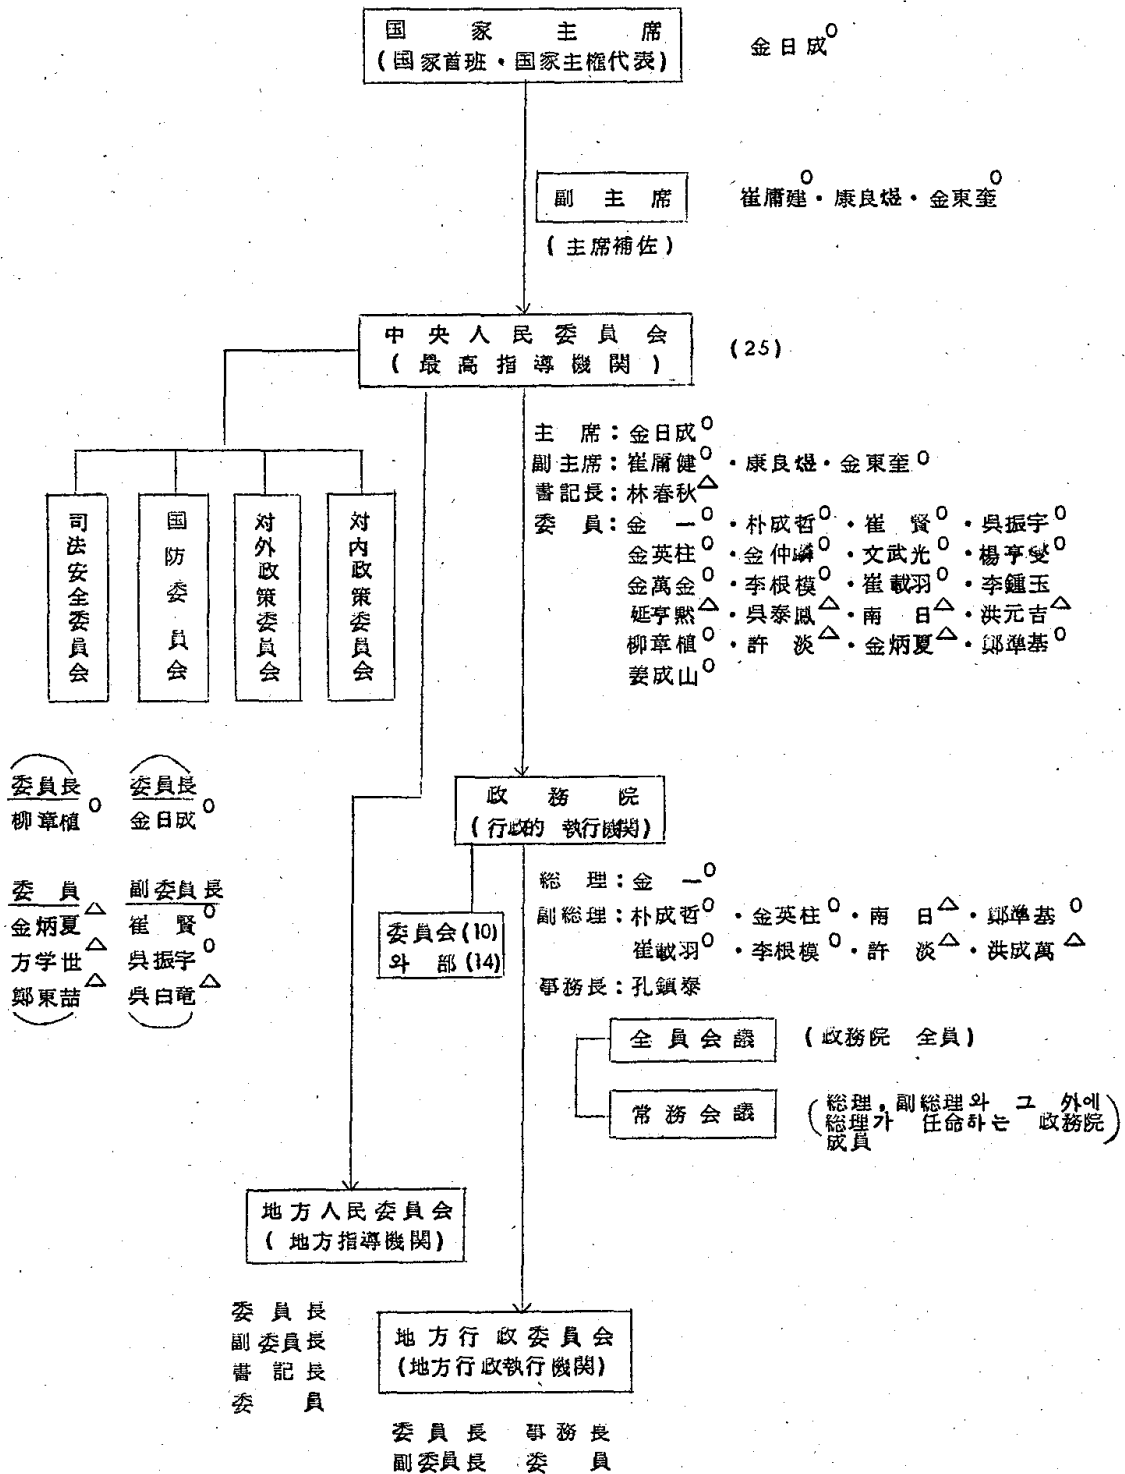 国家主席
(国家首班・国家主権代表)
金日成○
副主席
(主席補佐)
崔庸建○・康良煜・金東奎○
中央人民委員会
(最高指導機関)
(25)
主席:金日成○
副主席:崔庸健○・康良煜・金東奎○
書記長:林春秋△
委員:金一○・朴成哲○・崔賢○・呉振宇○
金英柱○・金仲麟○・文武光○・楊亨燮○
金萬金○・李根模○・崔載羽○・李鍾玉
延亨黙△・呉泰鳳△・南日△・洪元吉△
柳章植○・許淡△・金炳夏△・鄭準基○
姜成山○
司法安全委員会
国防委員会
対外政策委員会
対内政策委員会
委員長
柳章植○
委員
金炳夏△
方学世△
鄭東喆△
委員長
金日成○
副委員長
崔賢○
呉振宇○
呉白竜△
政務院
(行政的 執行機関)
総理:金一○
副総理:朴成哲○・金英柱○・南日△・鄭準基○
崔載羽○・李根模○・許淡△・洪成萬△
事務長:孔鎮泰
委員会(10)
와 部(14)
全員会議
(政務院 全員)
常務会議
(総理,副総理와 그 外에
総理가 任命하는 政務院
成員)
地方人民委員会
(地方指導機関)
委員長
副委員長
書記長
委員
地方行政委員会
(地方行政執行機関)
委員長 事務長
副委員長 委員